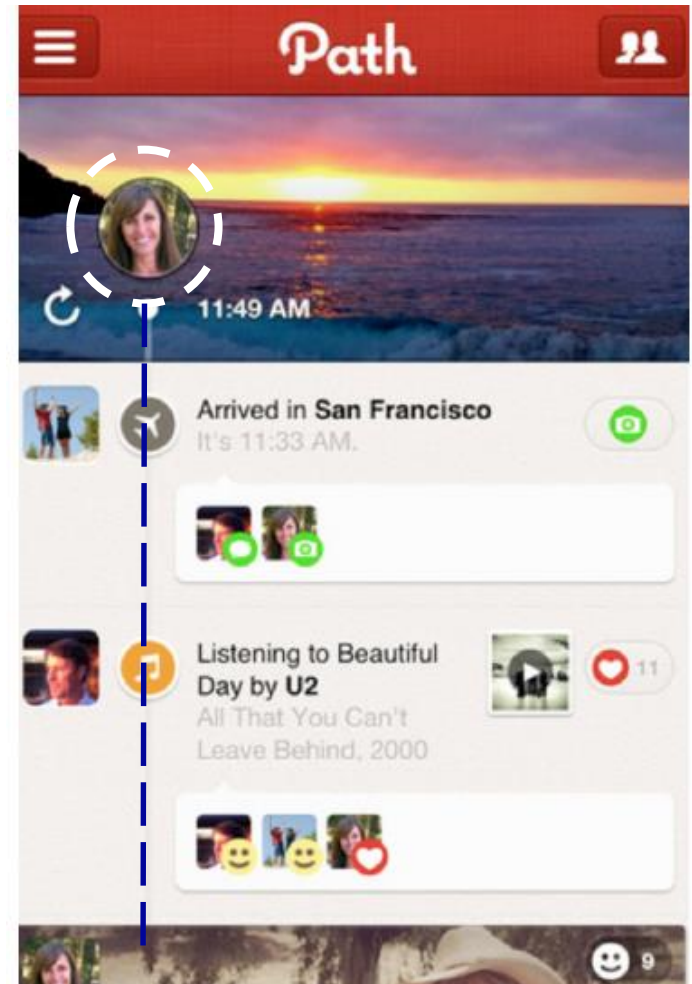 Path
11:49 AM
Arrived in San Francisco
It's 11:33 AM.
Listening to Beautiful
Day by U2
11
All That You Can't
Leave Behind, 2000
9